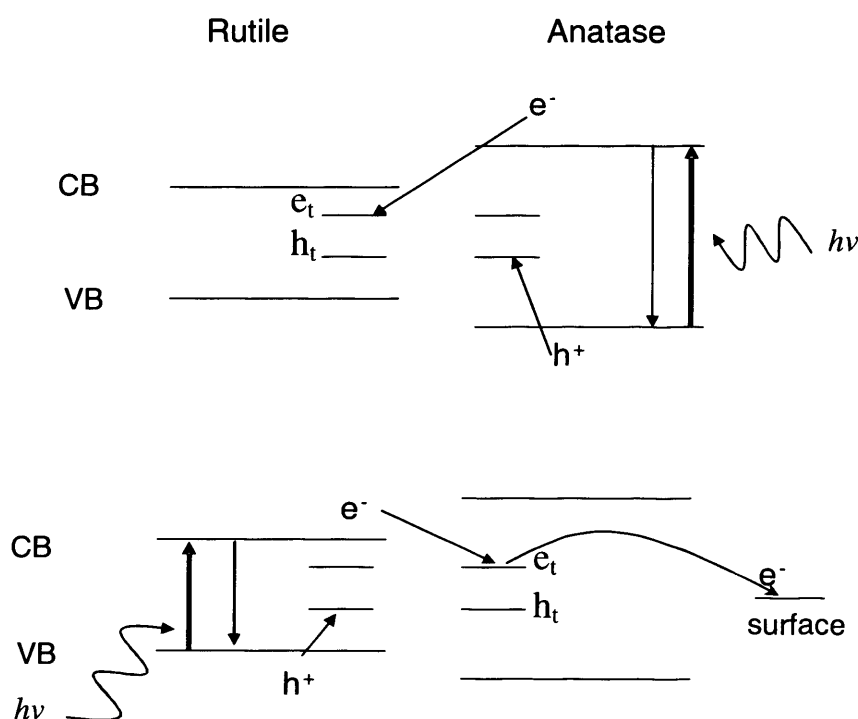 Rutile Anatase
e⁻
CB
eₜ
hₜ
hν
VB
h⁺
e⁻
CB
eₜ
e⁻
hₜ
surface
VB
h⁺
hν